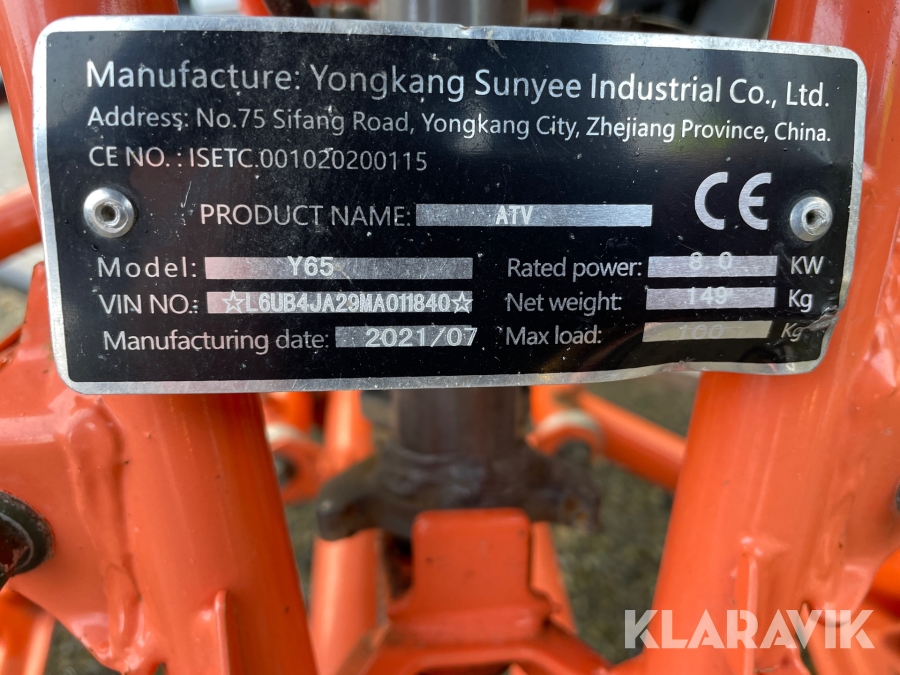 Manufacture: Yongkang Sunyee Industrial Co., Ltd.
Address: No.75 Sifang Road, Yongkang City, Zhejiang Province, China.
CE NO. : ISETC.001020200115
CE
PRODUCT NAME: ATV
Model: Y65
Rated power: 8.0 KW
VIN NO.: ☆L6UB4JA29MA011840☆
Net weight: 149 Kg
Manufacturing date: 2021/07
Max load: 100 Kg
KLARAVIK